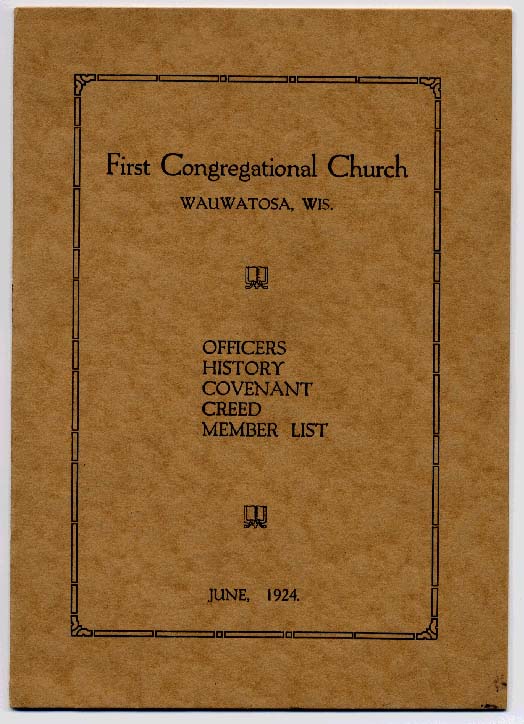 First Congregational Church
WAUWATOSA, WIS.
OFFICERS
HISTORY
COVENANT
CREED
MEMBER LIST
JUNE, 1924.